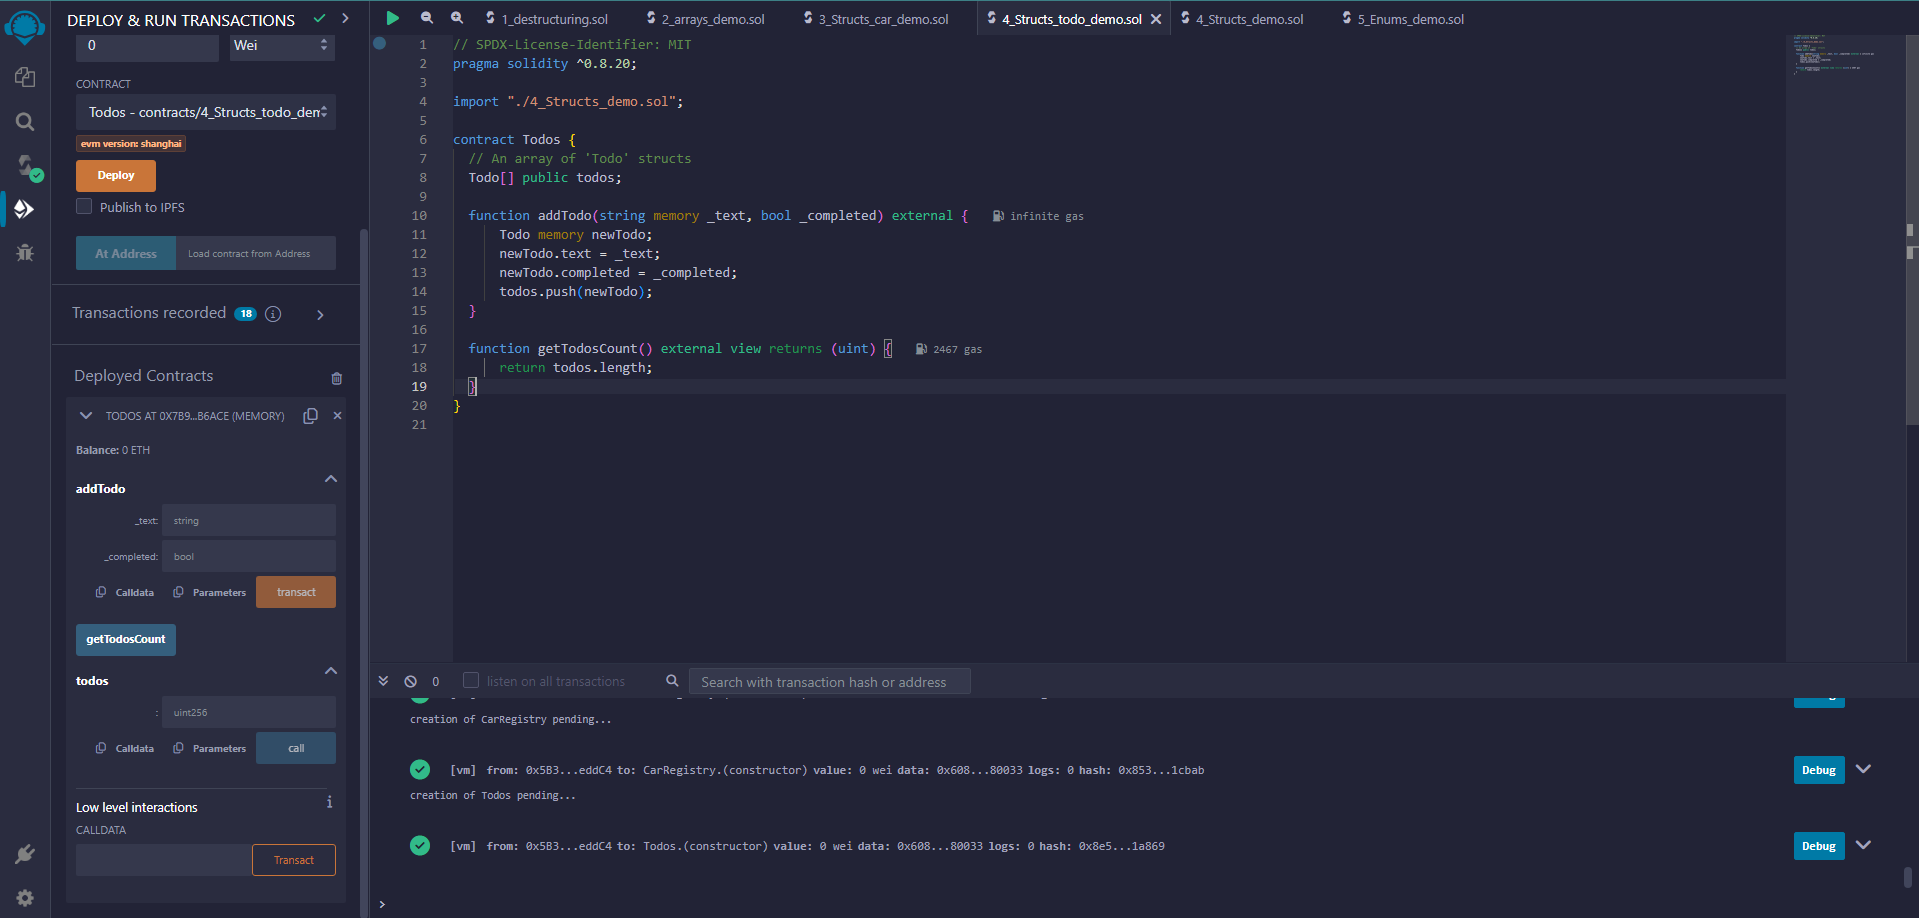 DEPLOY & RUN TRANSACTIONS
0
Wei
CONTRACT
Todos - contracts/4_Structs_todo_den
evm version: shanghai
Deploy
Publish to IPFS
At Address
Load contract from Address
Transactions recorded 18 i
Deployed Contracts
TODOS AT 0X7B9...B6ACE (MEMORY)
Balance: 0 ETH
addTodo
_text: string
_completed: bool
Calldata Parameters transact
getTodosCount
todos
: uint256
Calldata Parameters call
Low level interactions i
CALLDATA
Transact
1_destructuring.sol 2_arrays_demo.sol 3_Structs_car_demo.sol 4_Structs_todo_demo.sol 4_Structs_demo.sol 5_Enums_demo.sol
1 // SPDX-License-Identifier: MIT
2 pragma solidity ^0.8.20;
3
4 import "./4_Structs_demo.sol";
5
6 contract Todos {
7 // An array of 'Todo' structs
8 Todo[] public todos;
9
10 function addTodo(string memory _text, bool _completed) external { infinite gas
11 Todo memory newTodo;
12 newTodo.text = _text;
13 newTodo.completed = _completed;
14 todos.push(newTodo);
15 }
16
17 function getTodosCount() external view returns (uint) { 2467 gas
18 return todos.length;
19 }
20 }
21
0 listen on all transactions Search with transaction hash or address
creation of CarRegistry pending...
[vm] from: 0x5B3...eddC4 to: CarRegistry.(constructor) value: 0 wei data: 0x608...80033 logs: 0 hash: 0x853...1cbab Debug
creation of Todos pending...
[vm] from: 0x5B3...eddC4 to: Todos.(constructor) value: 0 wei data: 0x608...80033 logs: 0 hash: 0x8e5...1a869 Debug
>